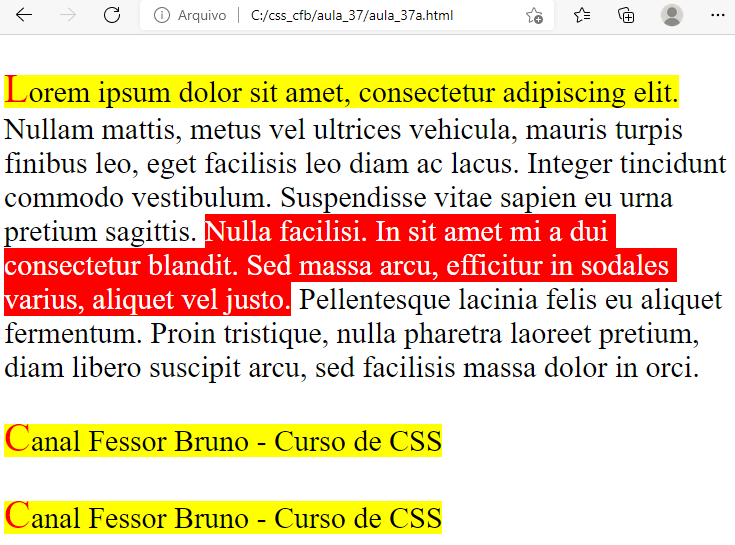 Arquivo | C:/css_cfb/aula_37/aula_37a.html
Lorem ipsum dolor sit amet, consectetur adipiscing elit.
Nullam mattis, metus vel ultrices vehicula, mauris turpis
finibus leo, eget facilisis leo diam ac lacus. Integer tincidunt
commodo vestibulum. Suspendisse vitae sapien eu urna
pretium sagittis. Nulla facilisi. In sit amet mi a dui
consectetur blandit. Sed massa arcu, efficitur in sodales
varius, aliquet vel justo. Pellentesque lacinia felis eu aliquet
fermentum. Proin tristique, nulla pharetra laoreet pretium,
diam libero suscipit arcu, sed facilisis massa dolor in orci.
Canal Fessor Bruno - Curso de CSS
Canal Fessor Bruno - Curso de CSS